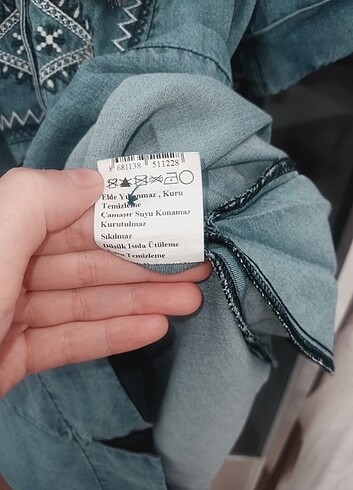 8 681138 511228
Elde Yıkanmaz , Kuru
Temizleme
Çamaşır Suyu Konamaz
Kurutulmaz
Sıkılmaz
Düşük Isıda Ütüleme
Temizleme